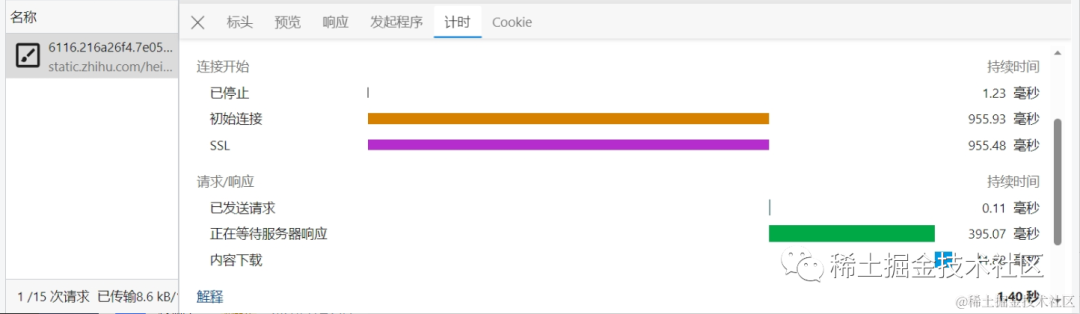 名称
标头 预览 响应 发起程序 计时 Cookie
6116.216a26f4.7e05...
static.zhihu.com/hei...
连接开始 持续时间
已停止 1.23 毫秒
初始连接 955.93 毫秒
SSL 955.48 毫秒
请求/响应 持续时间
已发送请求 0.11 毫秒
正在等待服务器响应 395.07 毫秒
内容下载 毫秒
稀土掘金技术社区
1 /15 次请求 已传输8.6 kB/
解释 1.40 秒
@稀土掘金技术社区